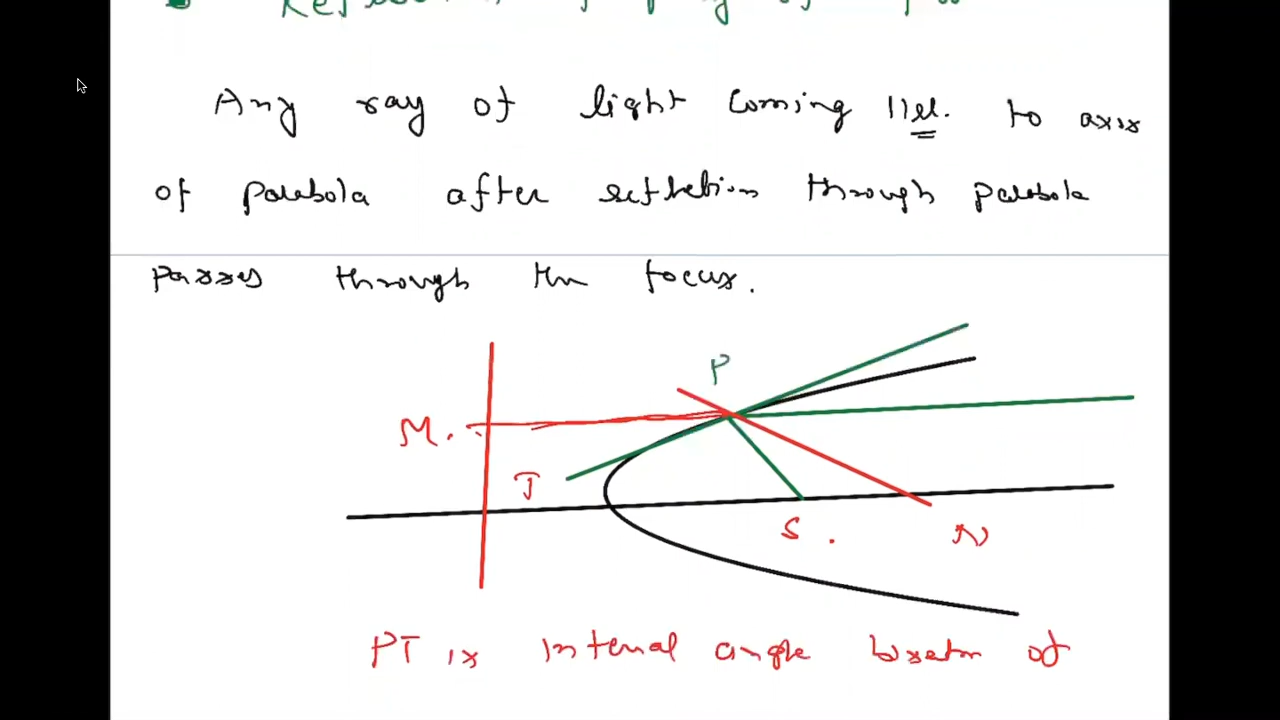 Any ray of light coming ||el. to axis
of parabola after reflection through parabola
passes through the focus.
P
M.
T
S.
N
PT is internal angle bisector of